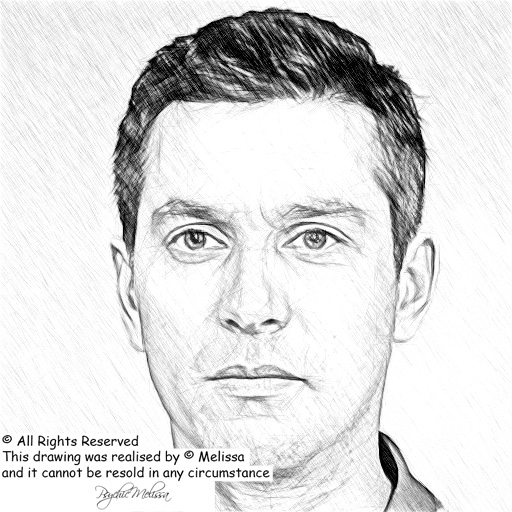 © All Rights Reserved
This drawing was realised by © Melissa
and it cannot be resold in any circumstance
Psychic Melissa